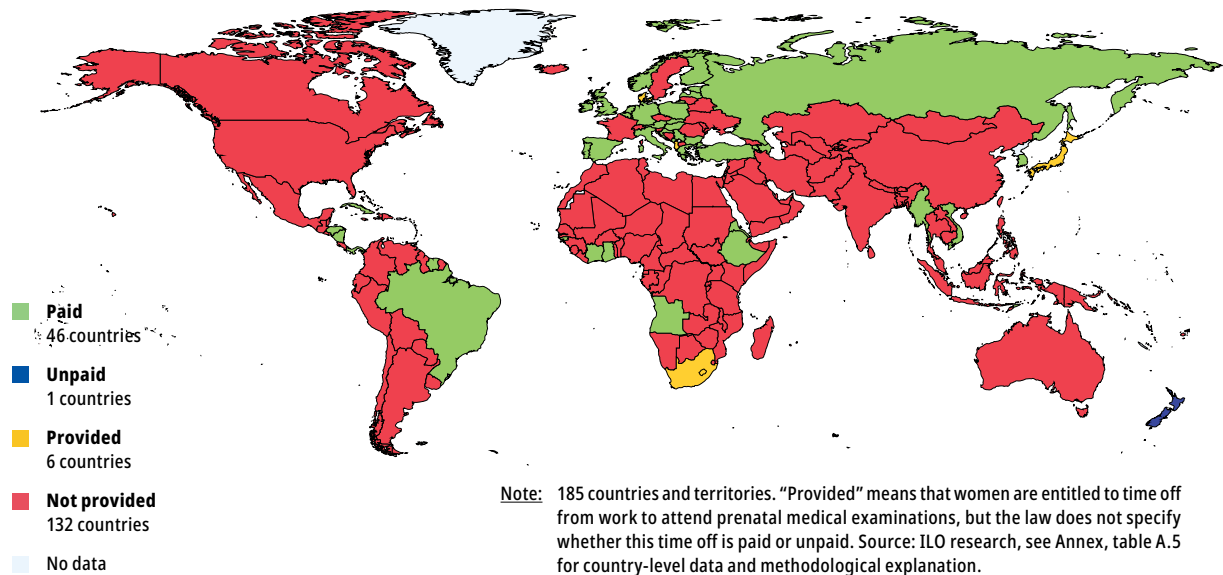 Paid
46 countries
Unpaid
1 countries
Provided
6 countries
Not provided
132 countries
No data
Note: 185 countries and territories. “Provided” means that women are entitled to time off
from work to attend prenatal medical examinations, but the law does not specify
whether this time off is paid or unpaid. Source: ILO research, see Annex, table A.5
for country-level data and methodological explanation.